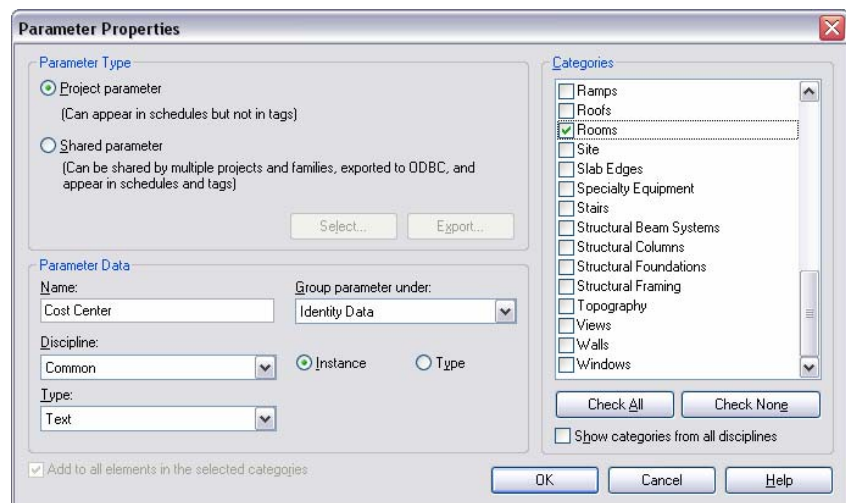 Parameter Properties
Parameter Type
Project parameter
(Can appear in schedules but not in tags)
Shared parameter
(Can be shared by multiple projects and families, exported to ODBC, and
appear in schedules and tags)
Select...
Export...
Parameter Data
Name:
Cost Center
Group parameter under:
Identity Data
Discipline:
Common
Instance
Type
Type:
Text
Add to all elements in the selected categories
Categories
Ramps
Roofs
Rooms
Site
Slab Edges
Specialty Equipment
Stairs
Structural Beam Systems
Structural Columns
Structural Foundations
Structural Framing
Topography
Views
Walls
Windows
Check All
Check None
Show categories from all disciplines
OK
Cancel
Help